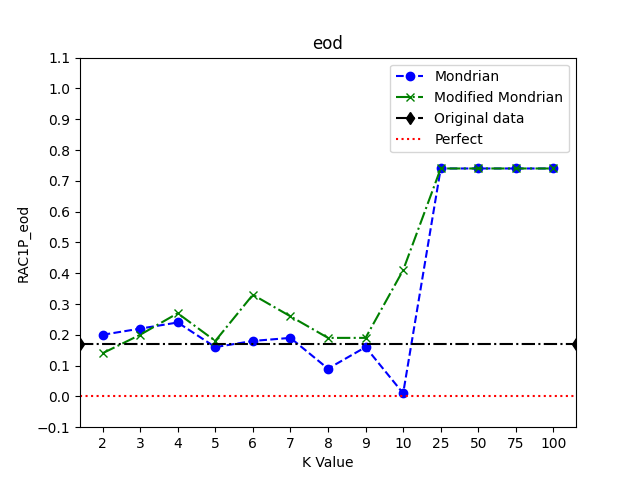 eod
1.1
1.0
0.9
0.8
0.7
0.6
0.5
0.4
0.3
0.2
0.1
0.0
−0.1
RAC1P_eod
Mondrian
Modified Mondrian
Original data
Perfect
2 3 4 5 6 7 8 9 10 25 50 75 100
K Value